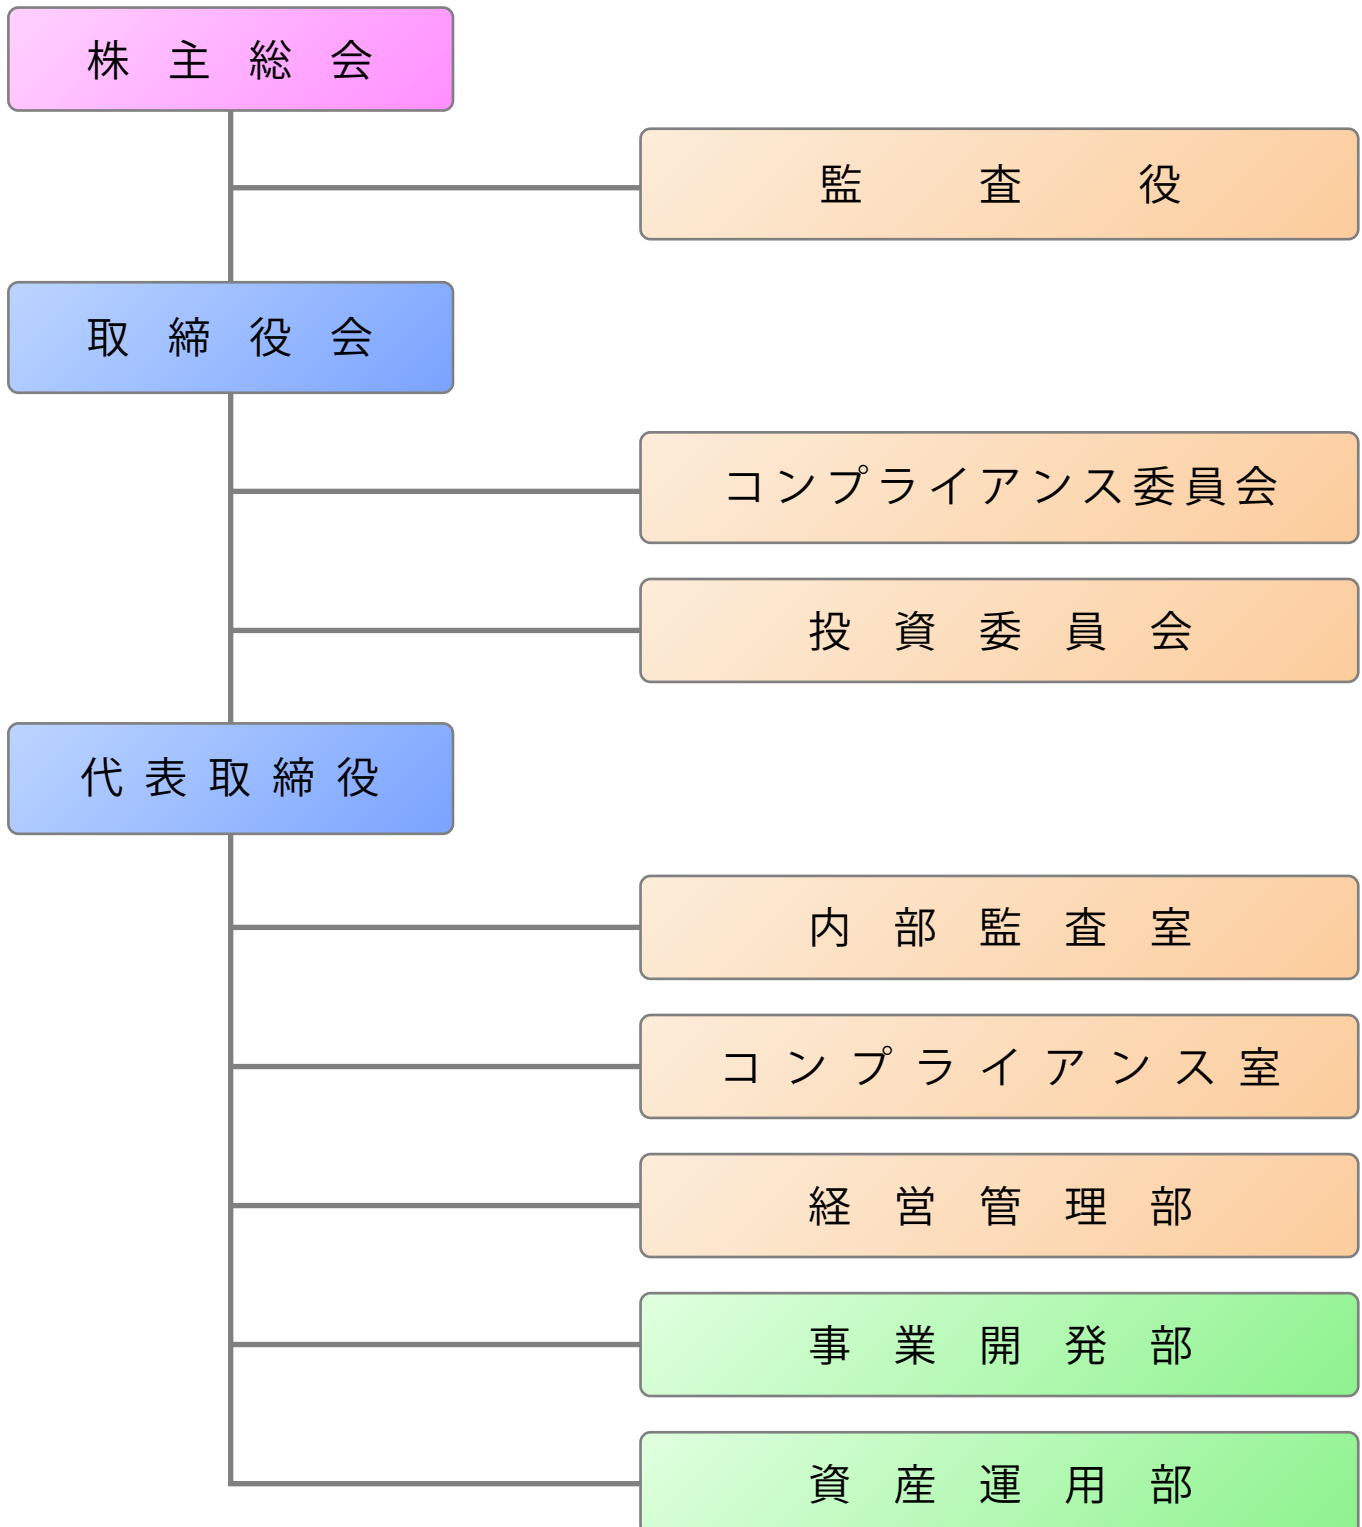 株主総会
監査役
取締役会
コンプライアンス委員会
投資委員会
代表取締役
内部監査室
コンプライアンス室
経営管理部
事業開発部
資産運用部